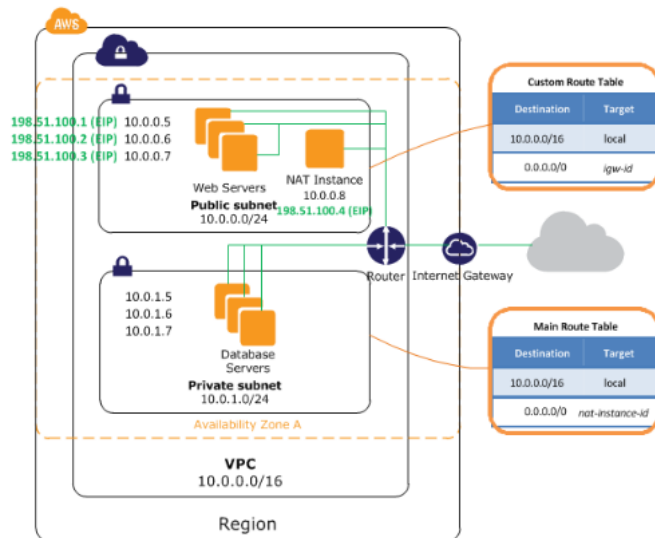 AWS
198.51.100.1 (EIP) 10.0.0.5
198.51.100.2 (EIP) 10.0.0.6
198.51.100.3 (EIP) 10.0.0.7
Web Servers
NAT Instance
10.0.0.8
198.51.100.4 (EIP)
Public subnet
10.0.0.0/24
Custom Route Table
Destination Target
10.0.0.0/16 local
0.0.0.0/0 igw-id
Router
Internet Gateway
10.0.1.5
10.0.1.6
10.0.1.7
Database
Servers
Private subnet
10.0.1.0/24
Main Route Table
Destination Target
10.0.0.0/16 local
0.0.0.0/0 nat-instance-id
Availability Zone A
VPC
10.0.0.0/16
Region